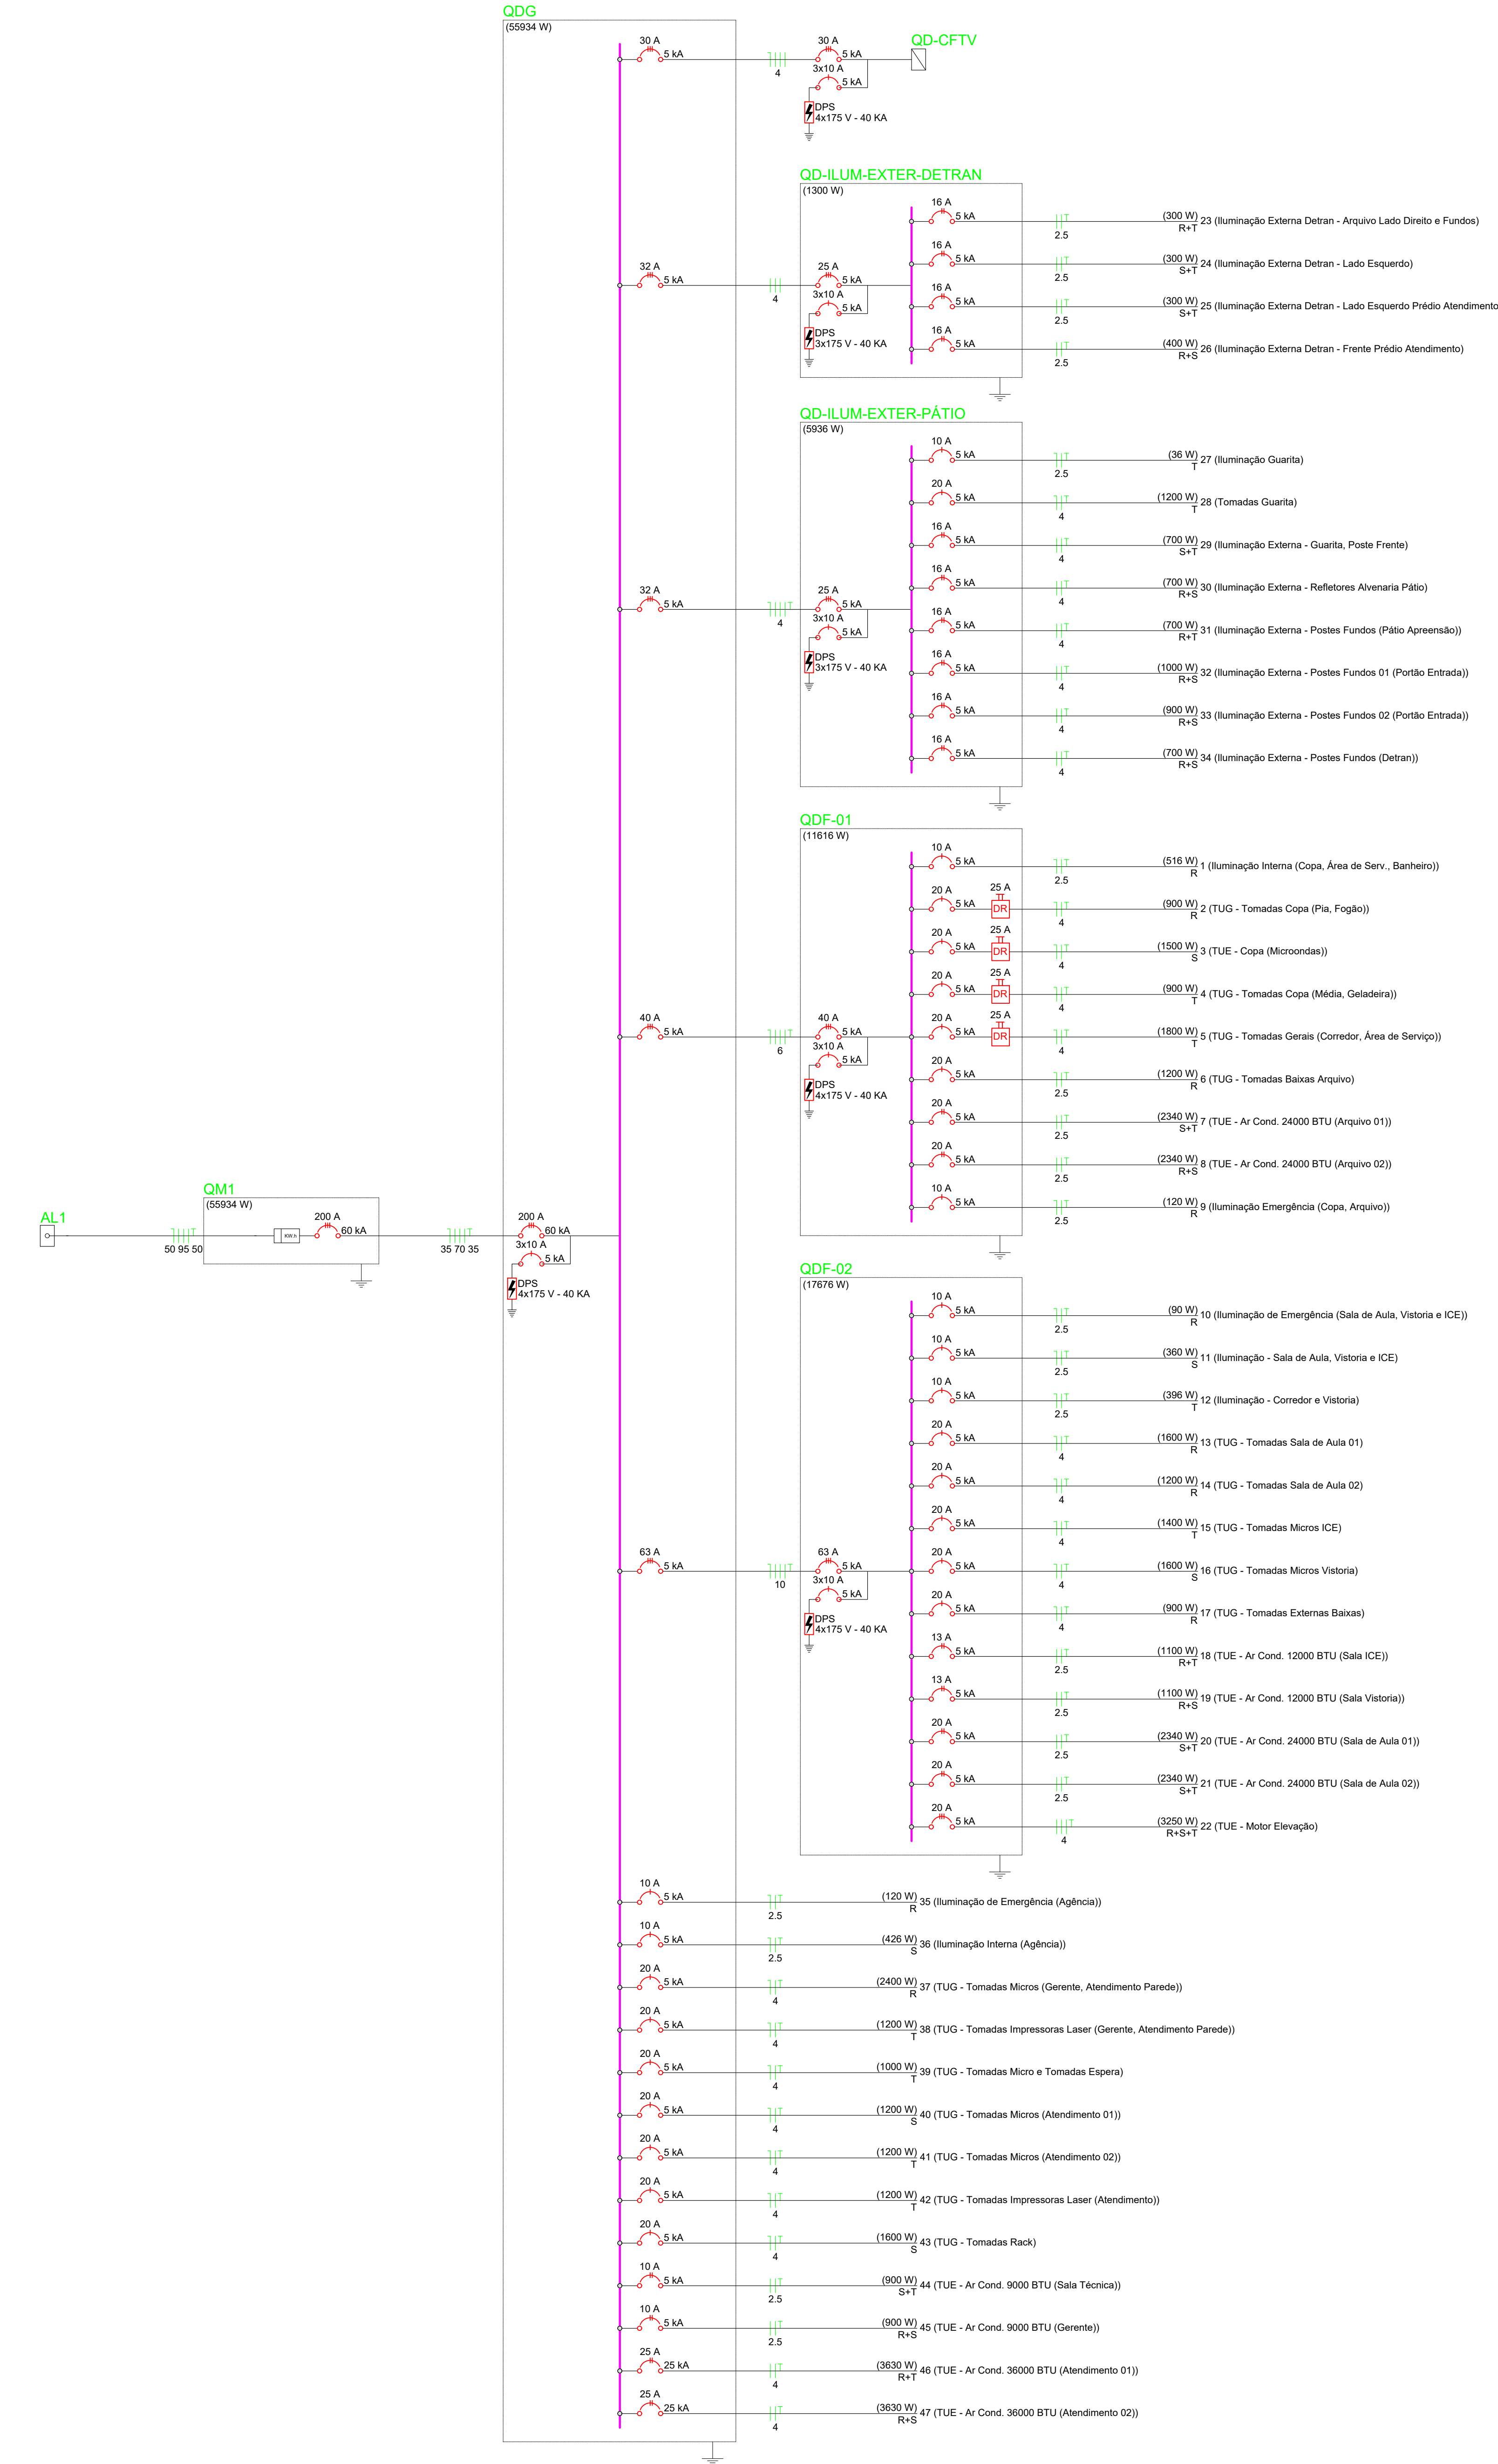 QDG
(55934 W)
30 A
5 kA
4
30 A
5 kA
3x10 A
5 kA
DPS
4x175 V - 40 KA
QD-CFTV
QD-ILUM-EXTER-DETRAN
(1300 W)
32 A
5 kA
4
25 A
5 kA
3x10 A
5 kA
DPS
3x175 V - 40 KA
16 A
5 kA
2.5
(300 W)
R+T
23 (Iluminação Externa Detran - Arquivo Lado Direito e Fundos)
16 A
5 kA
2.5
(300 W)
S+T
24 (Iluminação Externa Detran - Lado Esquerdo)
16 A
5 kA
2.5
(300 W)
S+T
25 (Iluminação Externa Detran - Lado Esquerdo Prédio Atendimento
16 A
5 kA
2.5
(400 W)
R+S
26 (Iluminação Externa Detran - Frente Prédio Atendimento)
QD-ILUM-EXTER-PÁTIO
(5936 W)
32 A
5 kA
4
25 A
5 kA
3x10 A
5 kA
DPS
3x175 V - 40 KA
10 A
5 kA
2.5
(36 W)
T
27 (Iluminação Guarita)
20 A
5 kA
4
(1200 W)
T
28 (Tomadas Guarita)
16 A
5 kA
4
(700 W)
S+T
29 (Iluminação Externa - Guarita, Poste Frente)
16 A
5 kA
4
(700 W)
R+S
30 (Iluminação Externa - Refletores Alvenaria Pátio)
16 A
5 kA
4
(700 W)
R+T
31 (Iluminação Externa - Postes Fundos (Pátio Apreensão))
16 A
5 kA
4
(1000 W)
R+S
32 (Iluminação Externa - Postes Fundos 01 (Portão Entrada))
16 A
5 kA
4
(900 W)
R+S
33 (Iluminação Externa - Postes Fundos 02 (Portão Entrada))
16 A
5 kA
4
(700 W)
R+S
34 (Iluminação Externa - Postes Fundos (Detran))
QDF-01
(11616 W)
40 A
5 kA
6
40 A
5 kA
3x10 A
5 kA
DPS
4x175 V - 40 KA
10 A
5 kA
2.5
(516 W)
R
1 (Iluminação Interna (Copa, Área de Serv., Banheiro))
20 A
5 kA
25 A
DR
4
(900 W)
R
2 (TUG - Tomadas Copa (Pia, Fogão))
20 A
5 kA
25 A
DR
4
(1500 W)
S
3 (TUE - Copa (Microondas))
20 A
5 kA
25 A
DR
4
(900 W)
T
4 (TUG - Tomadas Copa (Média, Geladeira))
20 A
5 kA
25 A
DR
4
(1800 W)
T
5 (TUG - Tomadas Gerais (Corredor, Área de Serviço))
20 A
5 kA
2.5
(1200 W)
R
6 (TUG - Tomadas Baixas Arquivo)
20 A
5 kA
2.5
(2340 W)
S+T
7 (TUE - Ar Cond. 24000 BTU (Arquivo 01))
20 A
5 kA
2.5
(2340 W)
R+S
8 (TUE - Ar Cond. 24000 BTU (Arquivo 02))
10 A
5 kA
2.5
(120 W)
R
9 (Iluminação Emergência (Copa, Arquivo))
AL1
50 95 50
QM1
(55934 W)
KW.h
200 A
60 kA
35 70 35
200 A
60 kA
3x10 A
5 kA
DPS
4x175 V - 40 KA
QDF-02
(17676 W)
63 A
5 kA
10
63 A
5 kA
3x10 A
5 kA
DPS
4x175 V - 40 KA
10 A
5 kA
2.5
(90 W)
R
10 (Iluminação de Emergência (Sala de Aula, Vistoria e ICE))
10 A
5 kA
2.5
(360 W)
S
11 (Iluminação - Sala de Aula, Vistoria e ICE)
10 A
5 kA
2.5
(396 W)
T
12 (Iluminação - Corredor e Vistoria)
20 A
5 kA
4
(1600 W)
R
13 (TUG - Tomadas Sala de Aula 01)
20 A
5 kA
4
(1200 W)
R
14 (TUG - Tomadas Sala de Aula 02)
20 A
5 kA
4
(1400 W)
T
15 (TUG - Tomadas Micros ICE)
20 A
5 kA
4
(1600 W)
S
16 (TUG - Tomadas Micros Vistoria)
20 A
5 kA
4
(900 W)
R
17 (TUG - Tomadas Externas Baixas)
13 A
5 kA
2.5
(1100 W)
R+T
18 (TUE - Ar Cond. 12000 BTU (Sala ICE))
13 A
5 kA
2.5
(1100 W)
R+S
19 (TUE - Ar Cond. 12000 BTU (Sala Vistoria))
20 A
5 kA
2.5
(2340 W)
S+T
20 (TUE - Ar Cond. 24000 BTU (Sala de Aula 01))
20 A
5 kA
2.5
(2340 W)
S+T
21 (TUE - Ar Cond. 24000 BTU (Sala de Aula 02))
20 A
5 kA
4
(3250 W)
R+S+T
22 (TUE - Motor Elevação)
10 A
5 kA
2.5
(120 W)
R
35 (Iluminação de Emergência (Agência))
10 A
5 kA
2.5
(426 W)
S
36 (Iluminação Interna (Agência))
20 A
5 kA
4
(2400 W)
R
37 (TUG - Tomadas Micros (Gerente, Atendimento Parede))
20 A
5 kA
4
(1200 W)
T
38 (TUG - Tomadas Impressoras Laser (Gerente, Atendimento Parede))
20 A
5 kA
4
(1000 W)
T
39 (TUG - Tomadas Micro e Tomadas Espera)
20 A
5 kA
4
(1200 W)
S
40 (TUG - Tomadas Micros (Atendimento 01))
20 A
5 kA
4
(1200 W)
T
41 (TUG - Tomadas Micros (Atendimento 02))
20 A
5 kA
4
(1200 W)
T
42 (TUG - Tomadas Impressoras Laser (Atendimento))
20 A
5 kA
4
(1600 W)
S
43 (TUG - Tomadas Rack)
10 A
5 kA
2.5
(900 W)
S+T
44 (TUE - Ar Cond. 9000 BTU (Sala Técnica))
10 A
5 kA
2.5
(900 W)
R+S
45 (TUE - Ar Cond. 9000 BTU (Gerente))
25 A
25 kA
4
(3630 W)
R+T
46 (TUE - Ar Cond. 36000 BTU (Atendimento 01))
25 A
25 kA
4
(3630 W)
R+S
47 (TUE - Ar Cond. 36000 BTU (Atendimento 02))